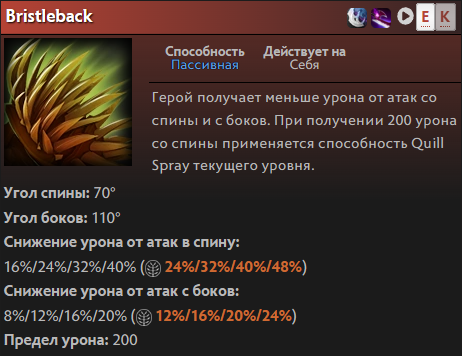 Bristleback
E K
Способность Действует на
Пассивная Себя
Герой получает меньше урона от атак со
спины и с боков. При получении 200 урона
со спины применяется способность Quill
Spray текущего уровня.
Угол спины: 70°
Угол боков: 110°
Снижение урона от атак в спину:
16%/24%/32%/40% (24%/32%/40%/48%)
Снижение урона от атак с боков:
8%/12%/16%/20% (12%/16%/20%/24%)
Предел урона: 200